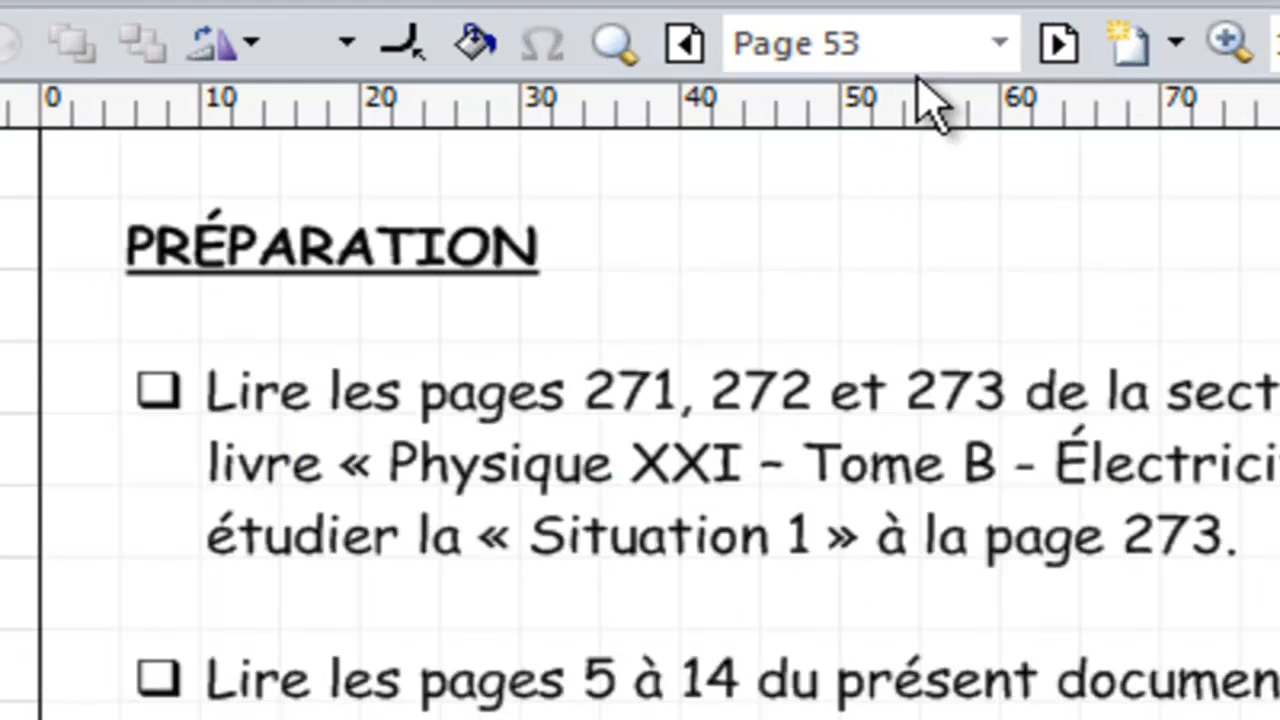 Page 53
0 10 20 30 40 50 60 70
PRÉPARATION
❏ Lire les pages 271, 272 et 273 de la sect
livre « Physique XXI – Tome B - Électrici
étudier la « Situation 1 » à la page 273.
❏ Lire les pages 5 à 14 du présent documen